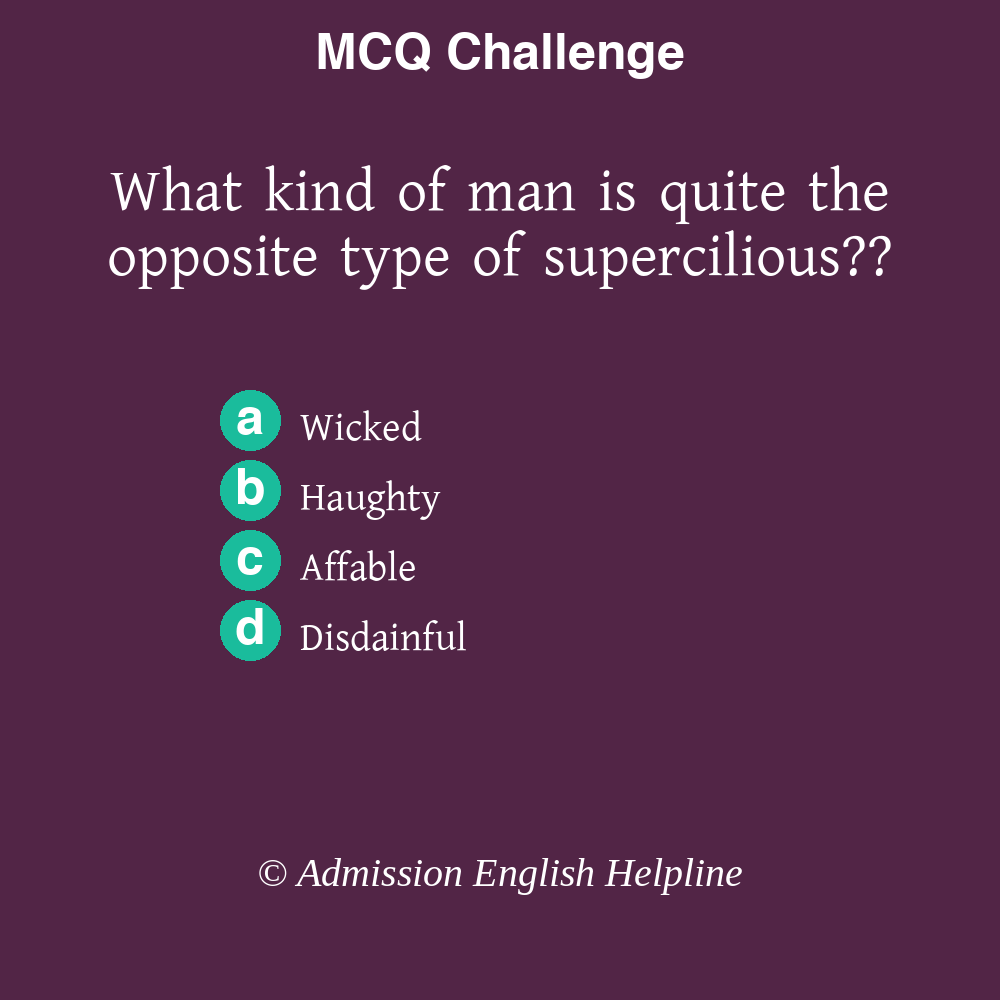 MCQ Challenge
What kind of man is quite the
opposite type of supercilious??
a Wicked
b Haughty
c Affable
d Disdainful
© Admission English Helpline